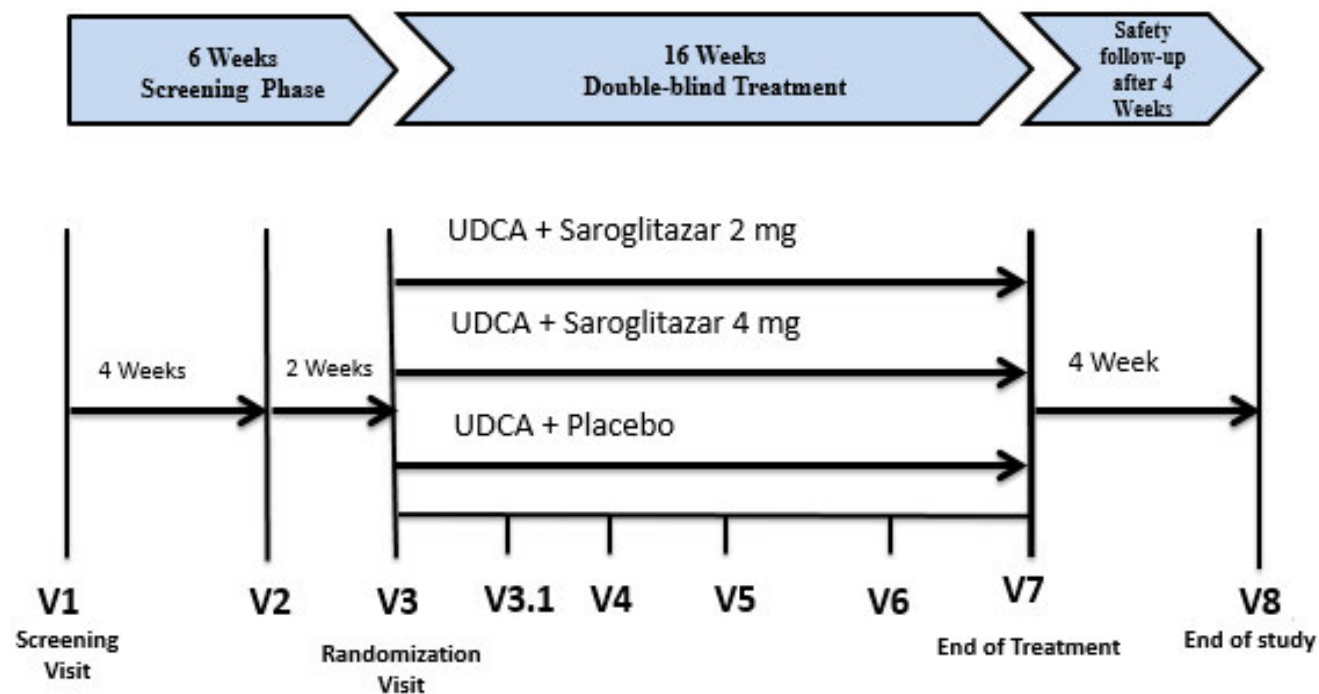 6 Weeks
Screening Phase
16 Weeks
Double-blind Treatment
Safety
follow-up
after 4
Weeks
UDCA + Saroglitazar 2 mg
UDCA + Saroglitazar 4 mg
4 Weeks
2 Weeks
4 Week
UDCA + Placebo
V1
V2
V3
V3.1
V4
V5
V6
V7
V8
Screening
Visit
Randomization
Visit
End of Treatment
End of study